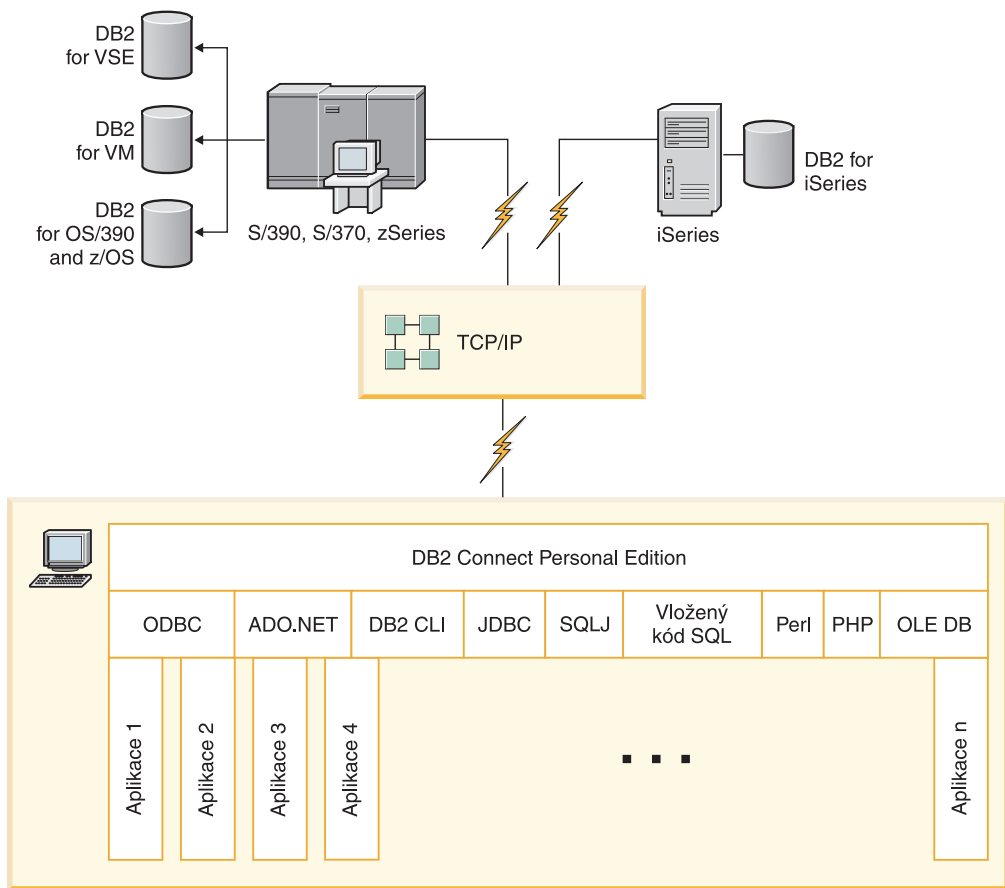 DB2
for VSE
DB2
for VM
DB2
for OS/390
and z/OS
S/390, S/370, zSeries
iSeries
DB2 for
iSeries
TCP/IP
DB2 Connect Personal Edition
ODBC
ADO.NET
DB2 CLI
JDBC
SQLJ
Vložený
kód SQL
Perl
PHP
OLE DB
Aplikace 1
Aplikace 2
Aplikace 3
Aplikace 4
Aplikace n